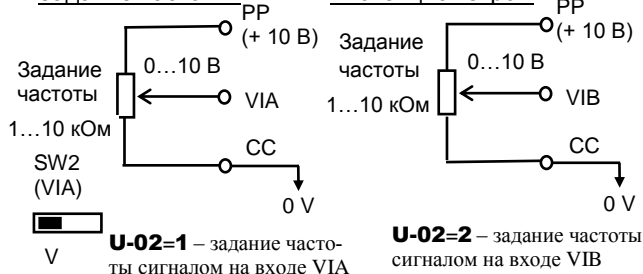 PP
(+ 10 В)
Задание
частоты
0…10 В
VIA
1…10 кОм
CC
SW2
(VIA)
0 V
V
U-02=1 – задание часто-
ты сигналом на входе VIA
PP
(+ 10 В)
Задание
частоты
0…10 В
VIB
1…10 кОм
CC
0 V
U-02=2 – задание частоты
сигналом на входе VIB